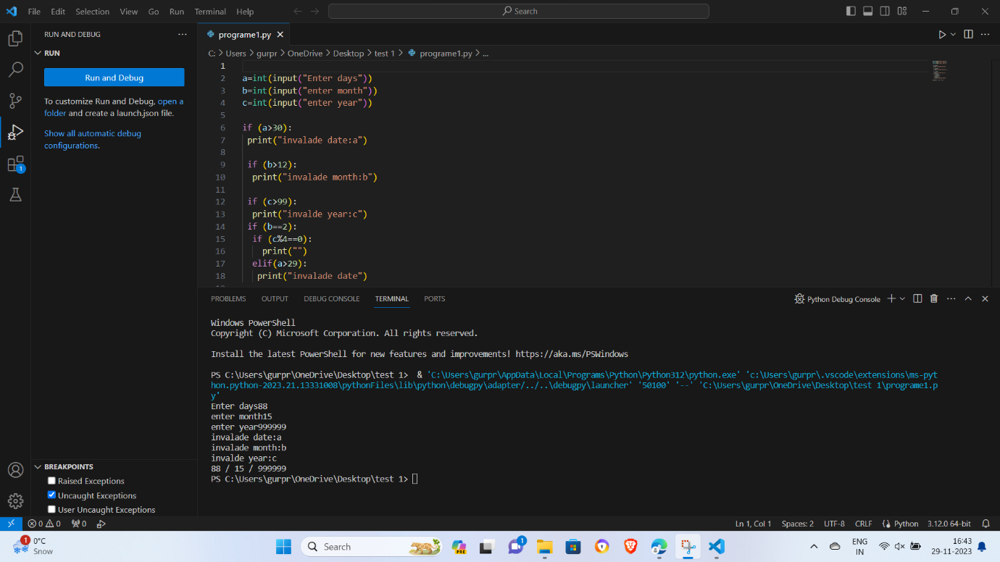 File Edit Selection View Go Run Terminal Help
Search
RUN AND DEBUG
RUN
Run and Debug
To customize Run and Debug, open a
folder and create a launch.json file.
Show all automatic debug
configurations.
BREAKPOINTS
Raised Exceptions
Uncaught Exceptions
User Uncaught Exceptions
1
programe1.py
C: > Users > gurpr > OneDrive > Desktop > test 1 > programe1.py > ...
1
2 a=int(input("Enter days"))
3 b=int(input("enter month"))
4 c=int(input("enter year"))
5
6 if (a>30):
7 print("invalade date:a")
8
9 if (b>12):
10 print("invalade month:b")
11
12 if (c>99):
13 print("invalde year:c")
14 if (b==2):
15 if (c%4==0):
16 print("")
17 elif(a>29):
18 print("invalade date")
PROBLEMS OUTPUT DEBUG CONSOLE TERMINAL PORTS
Python Debug Console
Windows PowerShell
Copyright (C) Microsoft Corporation. All rights reserved.
Install the latest PowerShell for new features and improvements! https://aka.ms/PSWindows
PS C:\Users\gurpr\OneDrive\Desktop\test 1> & 'C:\Users\gurpr\AppData\Local\Programs\Python\Python312\python.exe' 'c:\Users\gurpr\.vscode\extensions\ms-pyt
hon.python-2023.21.13331008\pythonFiles\lib\python\debugpy\adapter/../..\debugpy\launcher' '50100' '--' 'C:\Users\gurpr\OneDrive\Desktop\test 1\programe1.p
y'
Enter days88
enter month15
enter year999999
invalade date:a
invalade month:b
invalde year:c
88 / 15 / 999999
PS C:\Users\gurpr\OneDrive\Desktop\test 1>
0 0 0
Ln 1, Col 1 Spaces: 2 UTF-8 CRLF Python 3.12.0 64-bit
1
0°C
Snow
Search
PRE
1
ENG
IN
16:43
29-11-2023